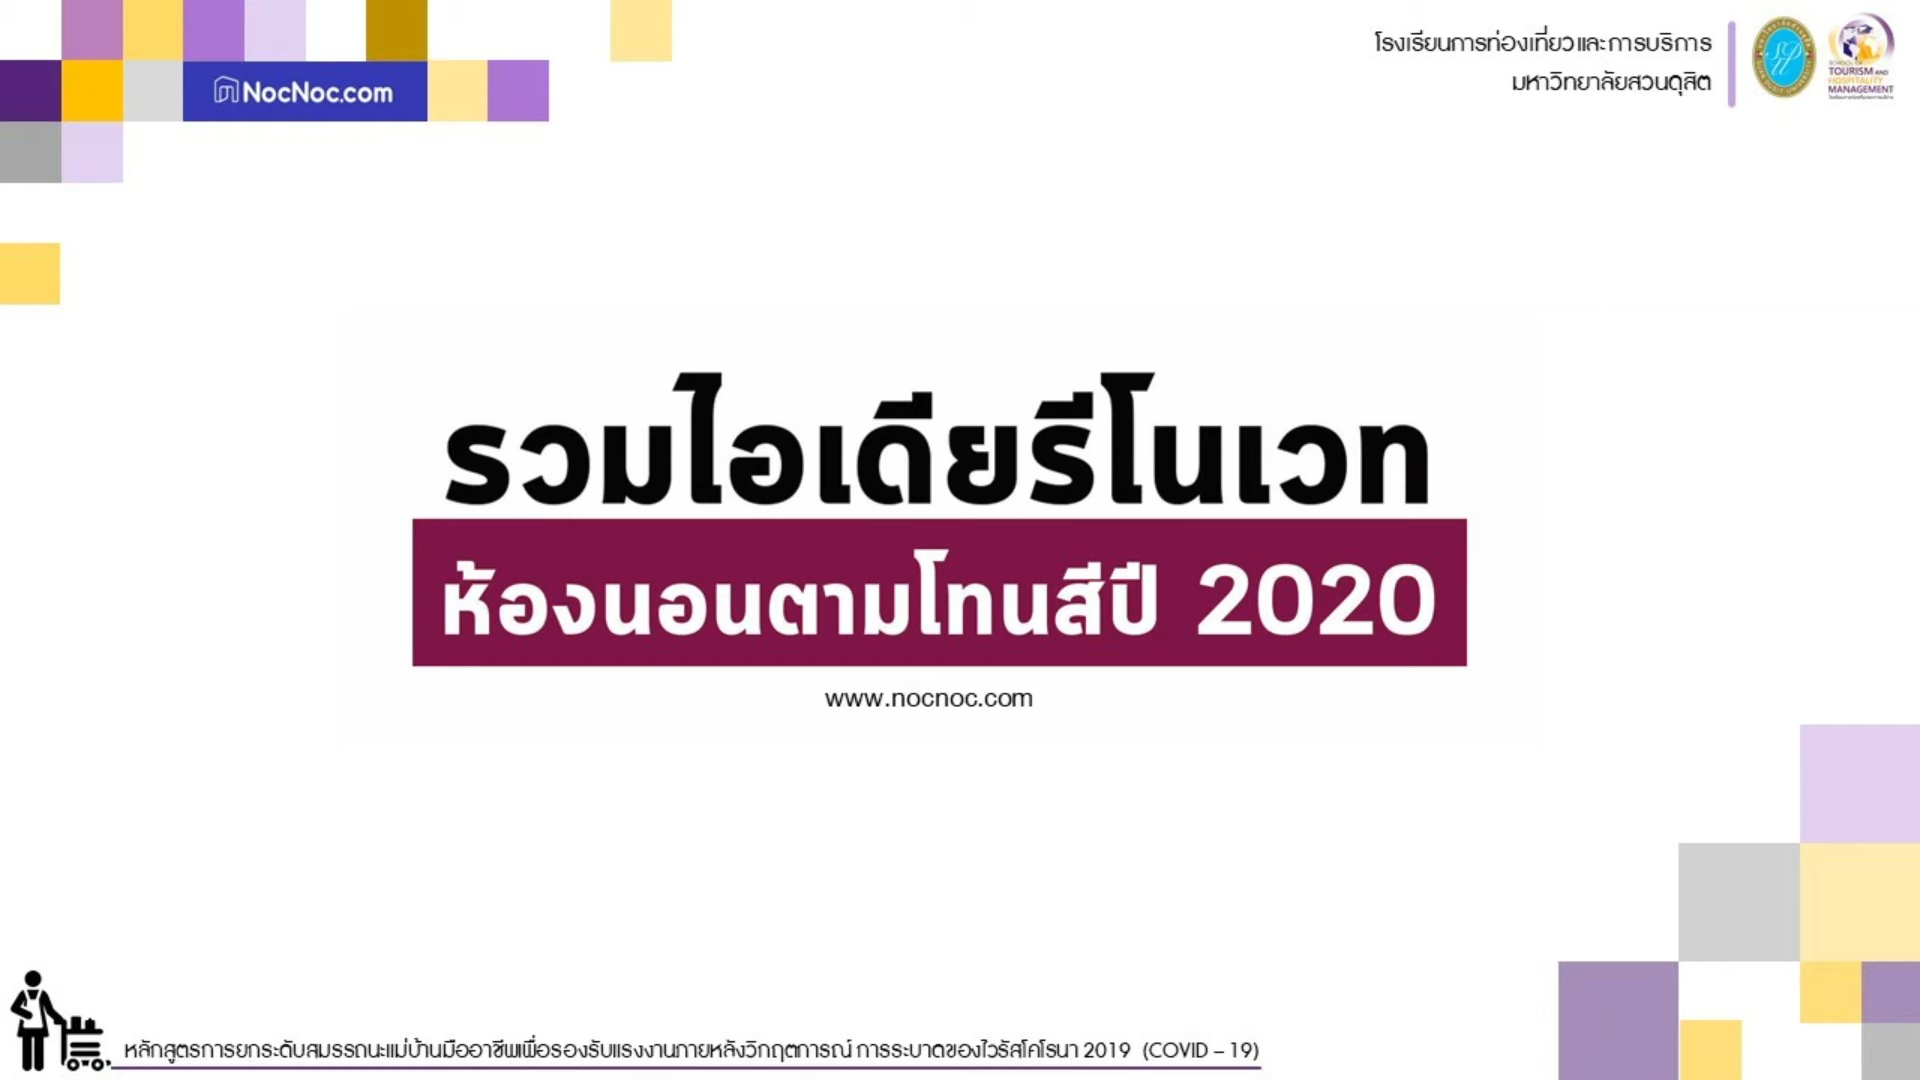 NocNoc.com
โรงเรียนการท่องเที่ยวและการบริการ
มหาวิทยาลัยสวนดุสิต
TOURISM AND
HOSPITALITY
MANAGEMENT
รวมไอเดียรีโนเวท
ห้องนอนตามโทนสีปี 2020
www.nocnoc.com
หลักสูตรการยกระดับสมรรถนะแม่บ้านมืออาชีพเพื่อรองรับแรงงานภายหลังวิกฤตการณ์ การระบาดของไวรัสโคโรนา 2019 (COVID – 19)